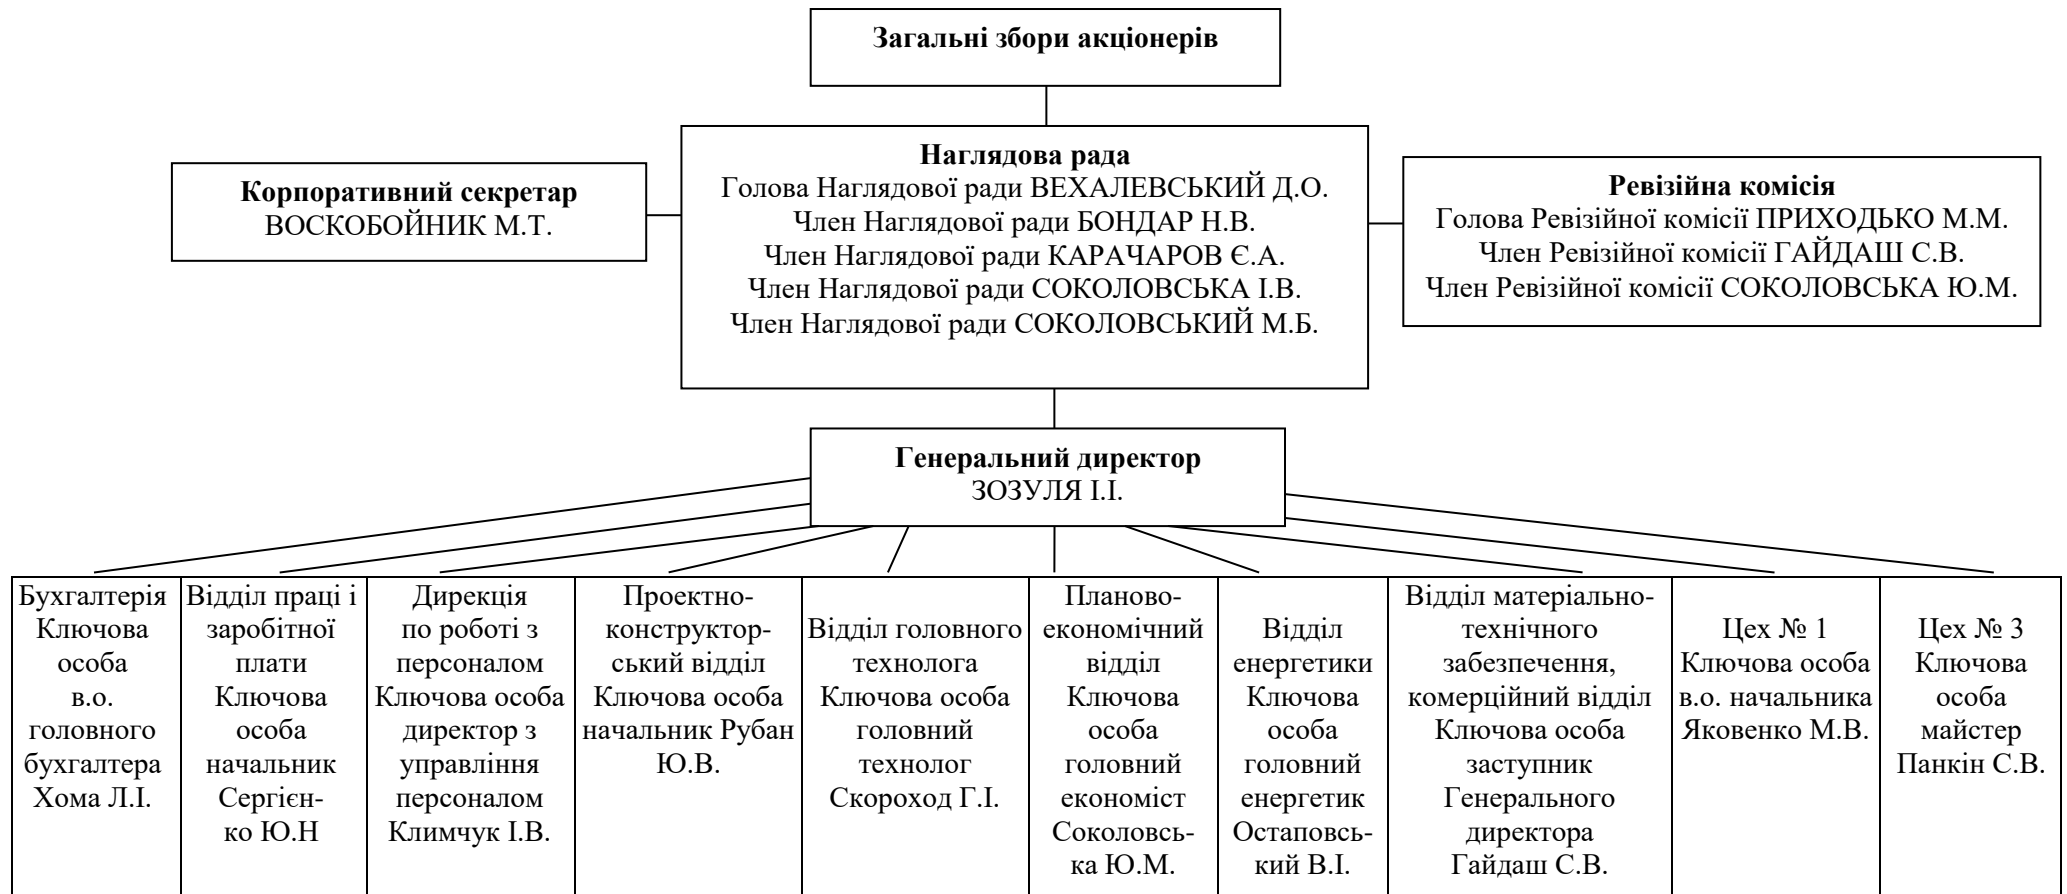 Загальні збори акціонерів
Корпоративний секретар
ВОСКОБОЙНИК М.Т.
Наглядова рада
Голова Наглядової ради ВЕХАЛЕВСЬКИЙ Д.О.
Член Наглядової ради БОНДАР Н.В.
Член Наглядової ради КАРАЧАРОВ Є.А.
Член Наглядової ради СОКОЛОВСЬКА І.В.
Член Наглядової ради СОКОЛОВСЬКИЙ М.Б.
Ревізійна комісія
Голова Ревізійної комісії ПРИХОДЬКО М.М.
Член Ревізійної комісії ГАЙДАШ С.В.
Член Ревізійної комісії СОКОЛОВСЬКА Ю.М.
Генеральний директор
ЗОЗУЛЯ І.І.
Бухгалтерія
Ключова
особа
в.о.
головного
бухгалтера
Хома Л.І.
Відділ праці і
заробітної
плати
Ключова
особа
начальник
Сергієн-
ко Ю.Н
Дирекція
по роботі з
персоналом
Ключова особа
директор з
управління
персоналом
Климчук І.В.
Проектно-
конструктор-
ський відділ
Ключова особа
начальник Рубан
Ю.В.
Відділ головного
технолога
Ключова особа
головний
технолог
Скороход Г.І.
Планово-
економічний
відділ
Ключова
особа
головний
економіст
Соколовсь-
ка Ю.М.
Відділ
енергетики
Ключова
особа
головний
енергетик
Остаповсь-
кий В.І.
Відділ матеріально-
технічного
забезпечення,
комерційний відділ
Ключова особа
заступник
Генерального
директора
Гайдаш С.В.
Цех № 1
Ключова особа
в.о. начальника
Яковенко М.В.
Цех № 3
Ключова
особа
майстер
Панкін С.В.